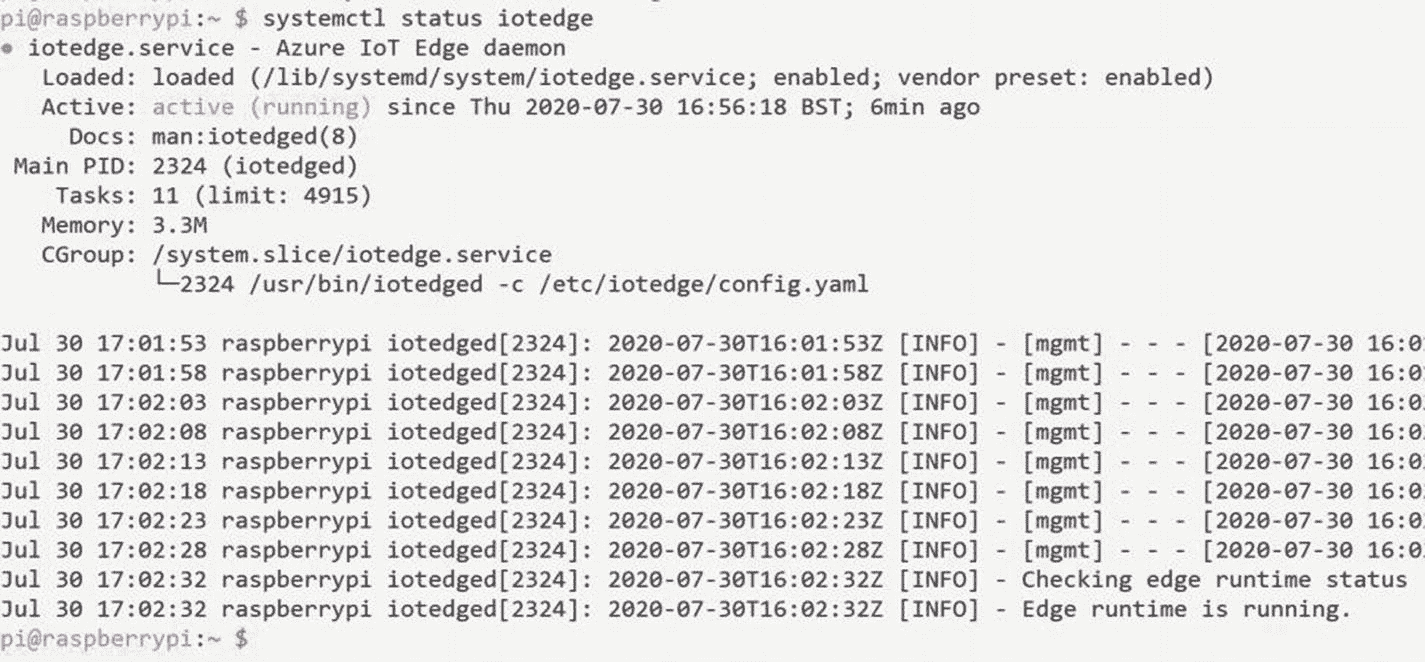 pi@raspberrypi:~ $ systemctl status iotedge
● iotedge.service - Azure IoT Edge daemon
   Loaded: loaded (/lib/systemd/system/iotedge.service; enabled; vendor preset: enabled)
   Active: active (running) since Thu 2020-07-30 16:56:18 BST; 6min ago
     Docs: man:iotedged(8)
 Main PID: 2324 (iotedged)
    Tasks: 11 (limit: 4915)
   Memory: 3.3M
   CGroup: /system.slice/iotedge.service
           └─2324 /usr/bin/iotedged -c /etc/iotedge/config.yaml
Jul 30 17:01:53 raspberrypi iotedged[2324]: 2020-07-30T16:01:53Z [INFO] - [mgmt] - - - [2020-07-30 16:0
Jul 30 17:01:58 raspberrypi iotedged[2324]: 2020-07-30T16:01:58Z [INFO] - [mgmt] - - - [2020-07-30 16:0
Jul 30 17:02:03 raspberrypi iotedged[2324]: 2020-07-30T16:02:03Z [INFO] - [mgmt] - - - [2020-07-30 16:0
Jul 30 17:02:08 raspberrypi iotedged[2324]: 2020-07-30T16:02:08Z [INFO] - [mgmt] - - - [2020-07-30 16:0
Jul 30 17:02:13 raspberrypi iotedged[2324]: 2020-07-30T16:02:13Z [INFO] - [mgmt] - - - [2020-07-30 16:0
Jul 30 17:02:18 raspberrypi iotedged[2324]: 2020-07-30T16:02:18Z [INFO] - [mgmt] - - - [2020-07-30 16:0
Jul 30 17:02:23 raspberrypi iotedged[2324]: 2020-07-30T16:02:23Z [INFO] - [mgmt] - - - [2020-07-30 16:0
Jul 30 17:02:28 raspberrypi iotedged[2324]: 2020-07-30T16:02:28Z [INFO] - [mgmt] - - - [2020-07-30 16:0
Jul 30 17:02:32 raspberrypi iotedged[2324]: 2020-07-30T16:02:32Z [INFO] - Checking edge runtime status
Jul 30 17:02:32 raspberrypi iotedged[2324]: 2020-07-30T16:02:32Z [INFO] - Edge runtime is running.
pi@raspberrypi:~ $